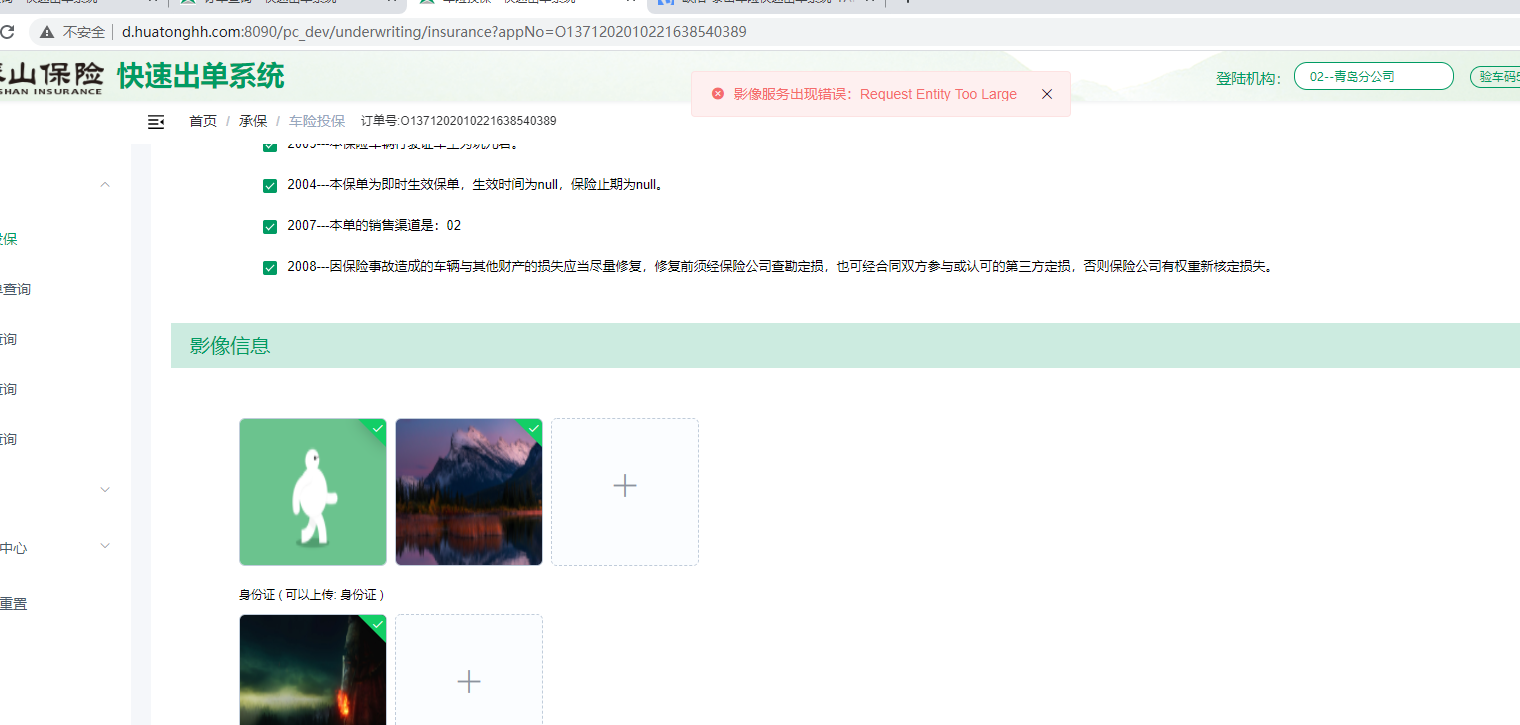 不安全
d.huatonghh.com:8090/pc_dev/underwriting/insurance?appNo=O1371202010221638540389
山保险
SHAN INSURANCE
快速出单系统
影像服务出现错误：Request Entity Too Large
登陆机构：
02--青岛分公司
验车码
首页 / 承保 / 车险投保
订单号:O1371202010221638540389
2004---本保单为即时生效保单，生效时间为null，保险止期为null。
2007---本单的销售渠道是：02
2008---因保险事故造成的车辆与其他财产的损失应当尽量修复，修复前须经保险公司查勘定损，也可经合同双方参与或认可的第三方定损，否则保险公司有权重新核定损失。
保
查询
查询
查询
查询
中心
重置
影像信息
身份证 ( 可以上传: 身份证 )